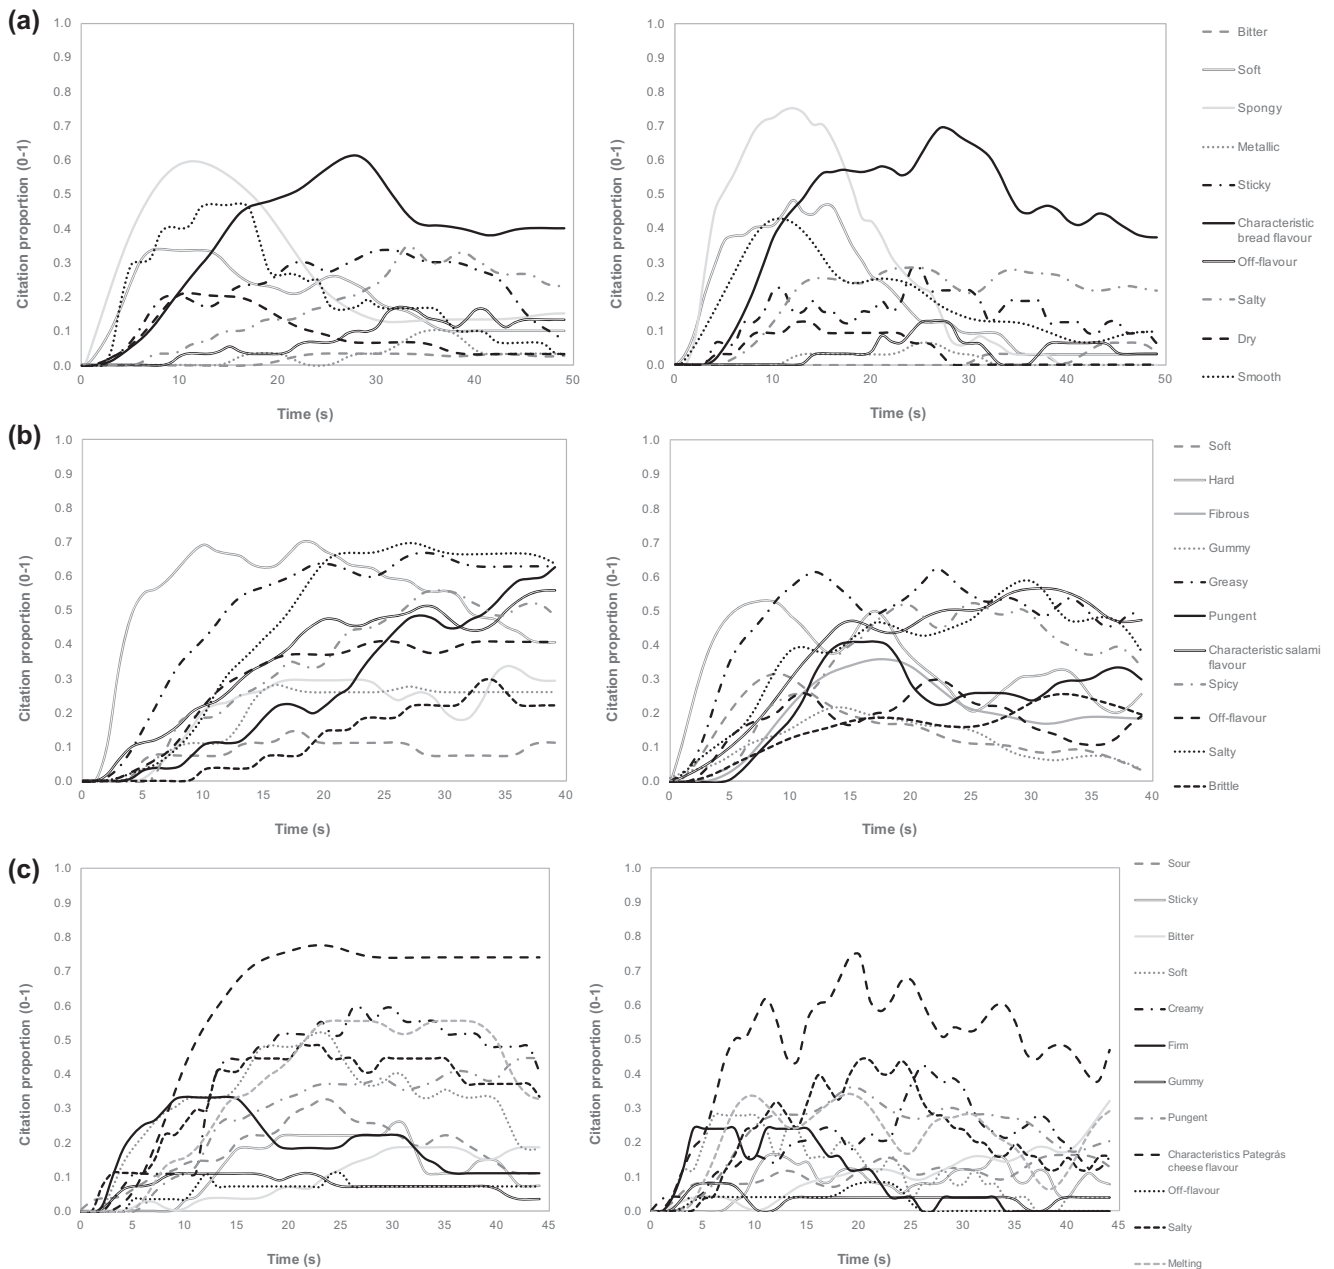 (a)
1.0
0.9
0.8
0.7
0.6
0.5
0.4
0.3
0.2
0.1
0.0
Citation proportion (0-1)
0 10 20 30 40 50
Time (s)
1.0
0.9
0.8
0.7
0.6
0.5
0.4
0.3
0.2
0.1
0.0
Citation proportion (0-1)
0 10 20 30 40 50
Time (s)
Bitter
Soft
Spongy
Metallic
Sticky
Characteristic
bread flavour
Off-flavour
Salty
Dry
Smooth
(b)
1.0
0.9
0.8
0.7
0.6
0.5
0.4
0.3
0.2
0.1
0.0
Citation proportion (0-1)
0 5 10 15 20 25 30 35 40
Time (s)
1.0
0.9
0.8
0.7
0.6
0.5
0.4
0.3
0.2
0.1
0.0
Citation proportion (0-1)
0 5 10 15 20 25 30 35 40
Time (s)
Soft
Hard
Fibrous
Gummy
Greasy
Pungent
Characteristic salami
flavour
Spicy
Off-flavour
Salty
Brittle
(c)
1.0
0.9
0.8
0.7
0.6
0.5
0.4
0.3
0.2
0.1
0.0
Citation proportion (0-1)
0 5 10 15 20 25 30 35 40 45
Time (s)
1.0
0.9
0.8
0.7
0.6
0.5
0.4
0.3
0.2
0.1
0.0
Citation proportion (0-1)
0 5 10 15 20 25 30 35 40 45
Time (s)
Sour
Sticky
Bitter
Soft
Creamy
Firm
Gummy
Pungent
Characteristics Pategrás
cheese flavour
Off-flavour
Salty
Melting